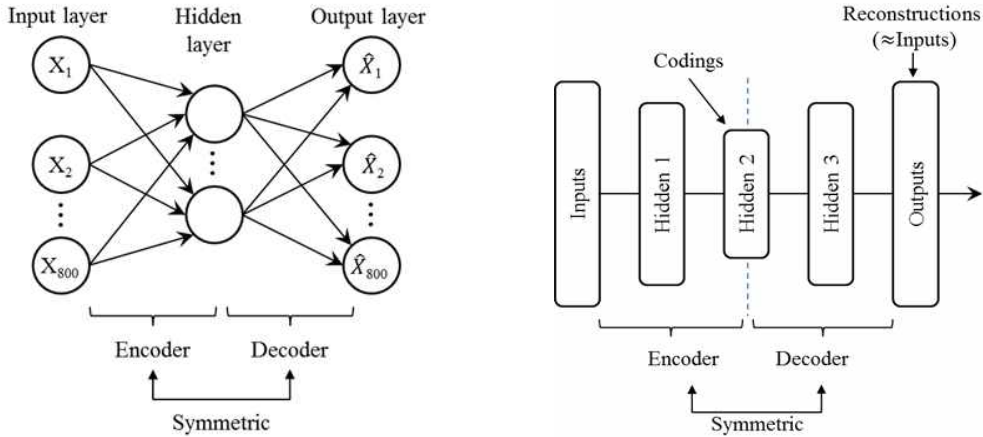 Input layer
Hidden
layer
Output layer
X₁
X₂
X₈₀₀
X̂₁
X̂₂
X̂₈₀₀
Encoder
Decoder
Symmetric
Reconstructions
(≈Inputs)
Codings
Inputs
Hidden 1
Hidden 2
Hidden 3
Outputs
Encoder
Decoder
Symmetric